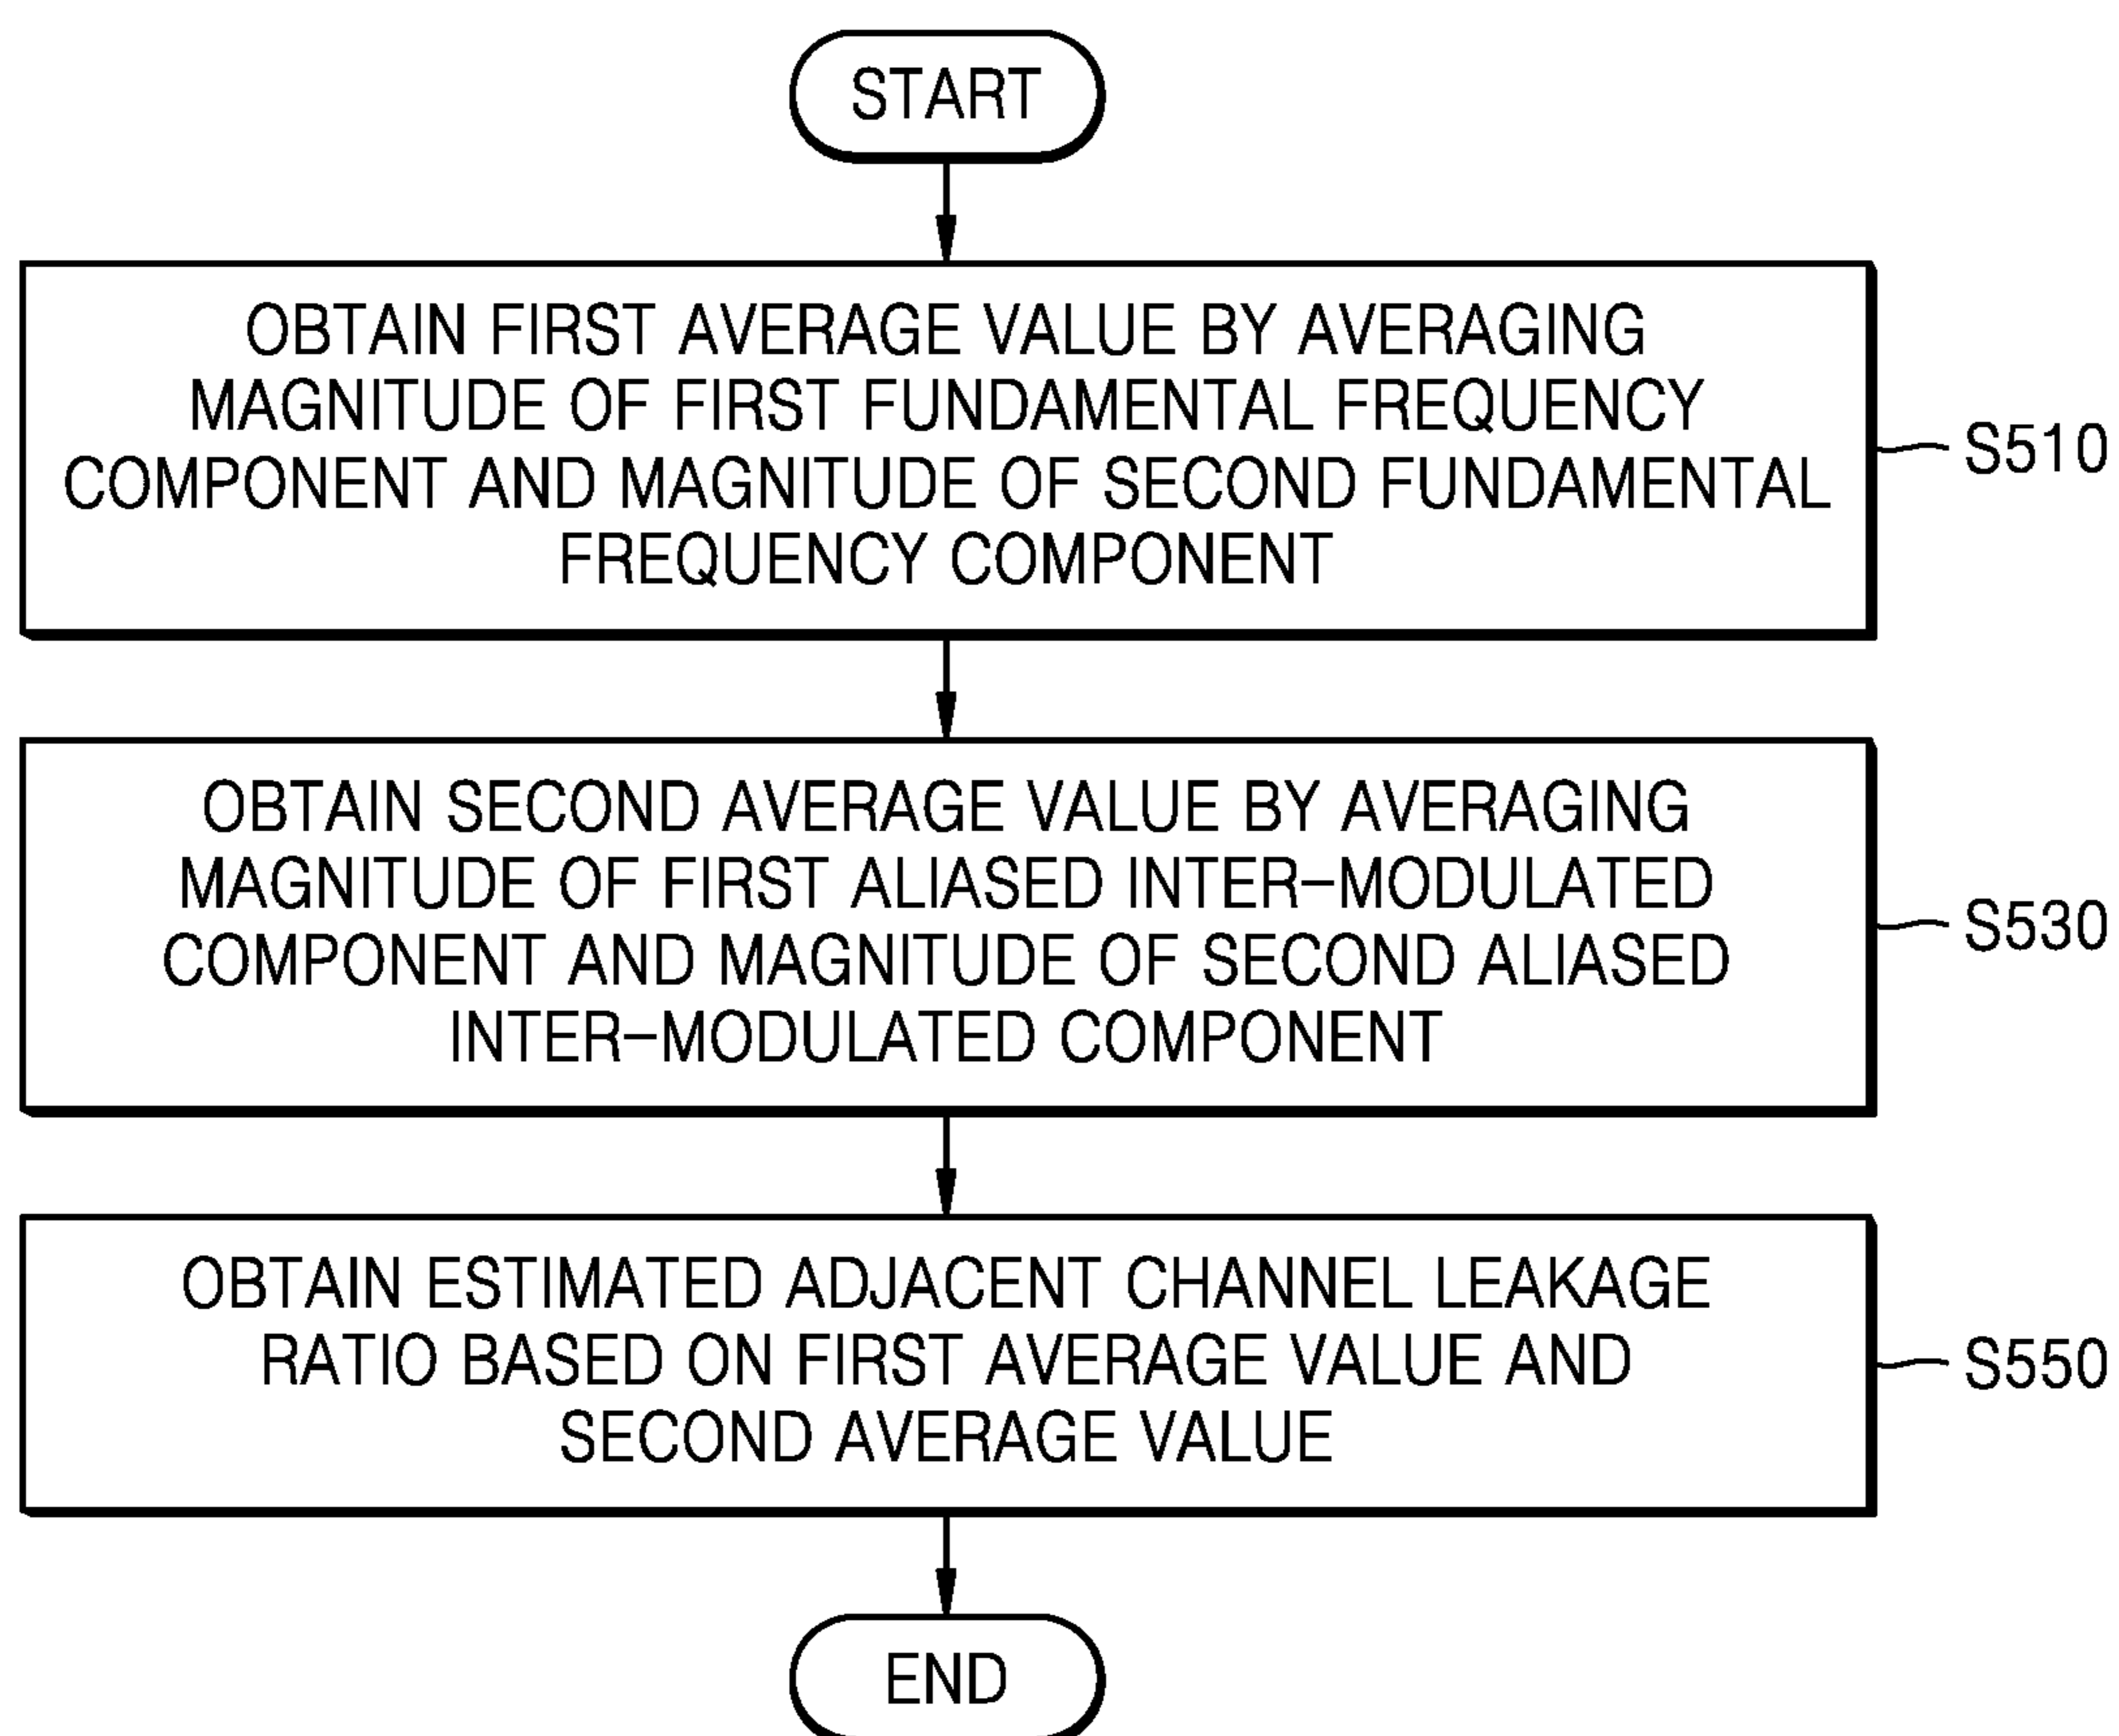 START
OBTAIN FIRST AVERAGE VALUE BY AVERAGING
MAGNITUDE OF FIRST FUNDAMENTAL FREQUENCY
COMPONENT AND MAGNITUDE OF SECOND FUNDAMENTAL
FREQUENCY COMPONENT
S510
OBTAIN SECOND AVERAGE VALUE BY AVERAGING
MAGNITUDE OF FIRST ALIASED INTER-MODULATED
COMPONENT AND MAGNITUDE OF SECOND ALIASED
INTER-MODULATED COMPONENT
S530
OBTAIN ESTIMATED ADJACENT CHANNEL LEAKAGE
RATIO BASED ON FIRST AVERAGE VALUE AND
SECOND AVERAGE VALUE
S550
END